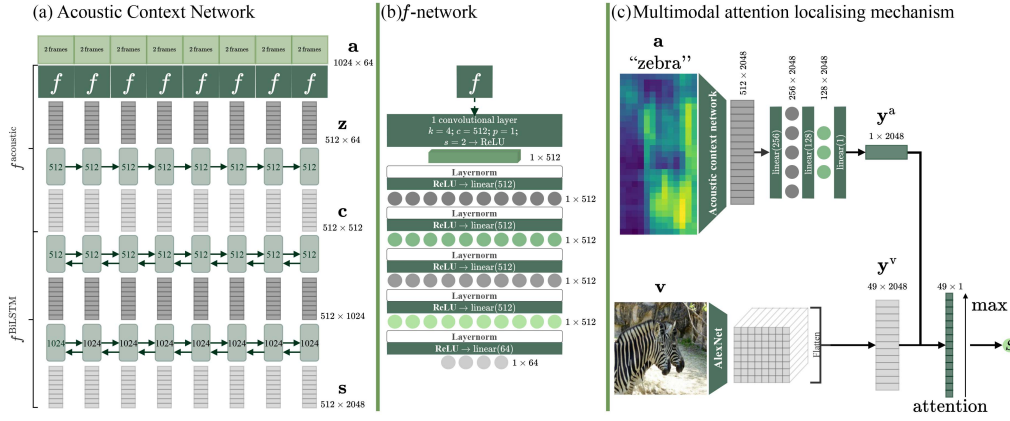 (a) Acoustic Context Network
2 frames 2 frames 2 frames 2 frames 2 frames 2 frames 2 frames 2 frames
a
1024 × 64
f f f f f f f f
z
512 × 64
f^acoustic
512 512 512 512 512 512 512 512
c
512 × 512
512 512 512 512 512 512 512 512
512 × 1024
f^BiLSTM
1024 1024 1024 1024 1024 1024 1024 1024
s
512 × 2048
(b) f-network
f
1 convolutional layer
k = 4; c = 512; p = 1;
s = 2 → ReLU
1 × 512
Layernorm
ReLU → linear(512)
1 × 512
Layernorm
ReLU → linear(512)
1 × 512
Layernorm
ReLU → linear(512)
1 × 512
Layernorm
ReLU → linear(512)
1 × 512
Layernorm
ReLU → linear(64)
1 × 64
(c) Multimodal attention localising mechanism
a
"zebra"
Acoustic context network
512 × 2048
linear(256)
256 × 2048
linear(128)
128 × 2048
linear(1)
y^a
1 × 2048
v
AlexNet
Flatten
y^v
49 × 2048
49 × 1
max
attention
S